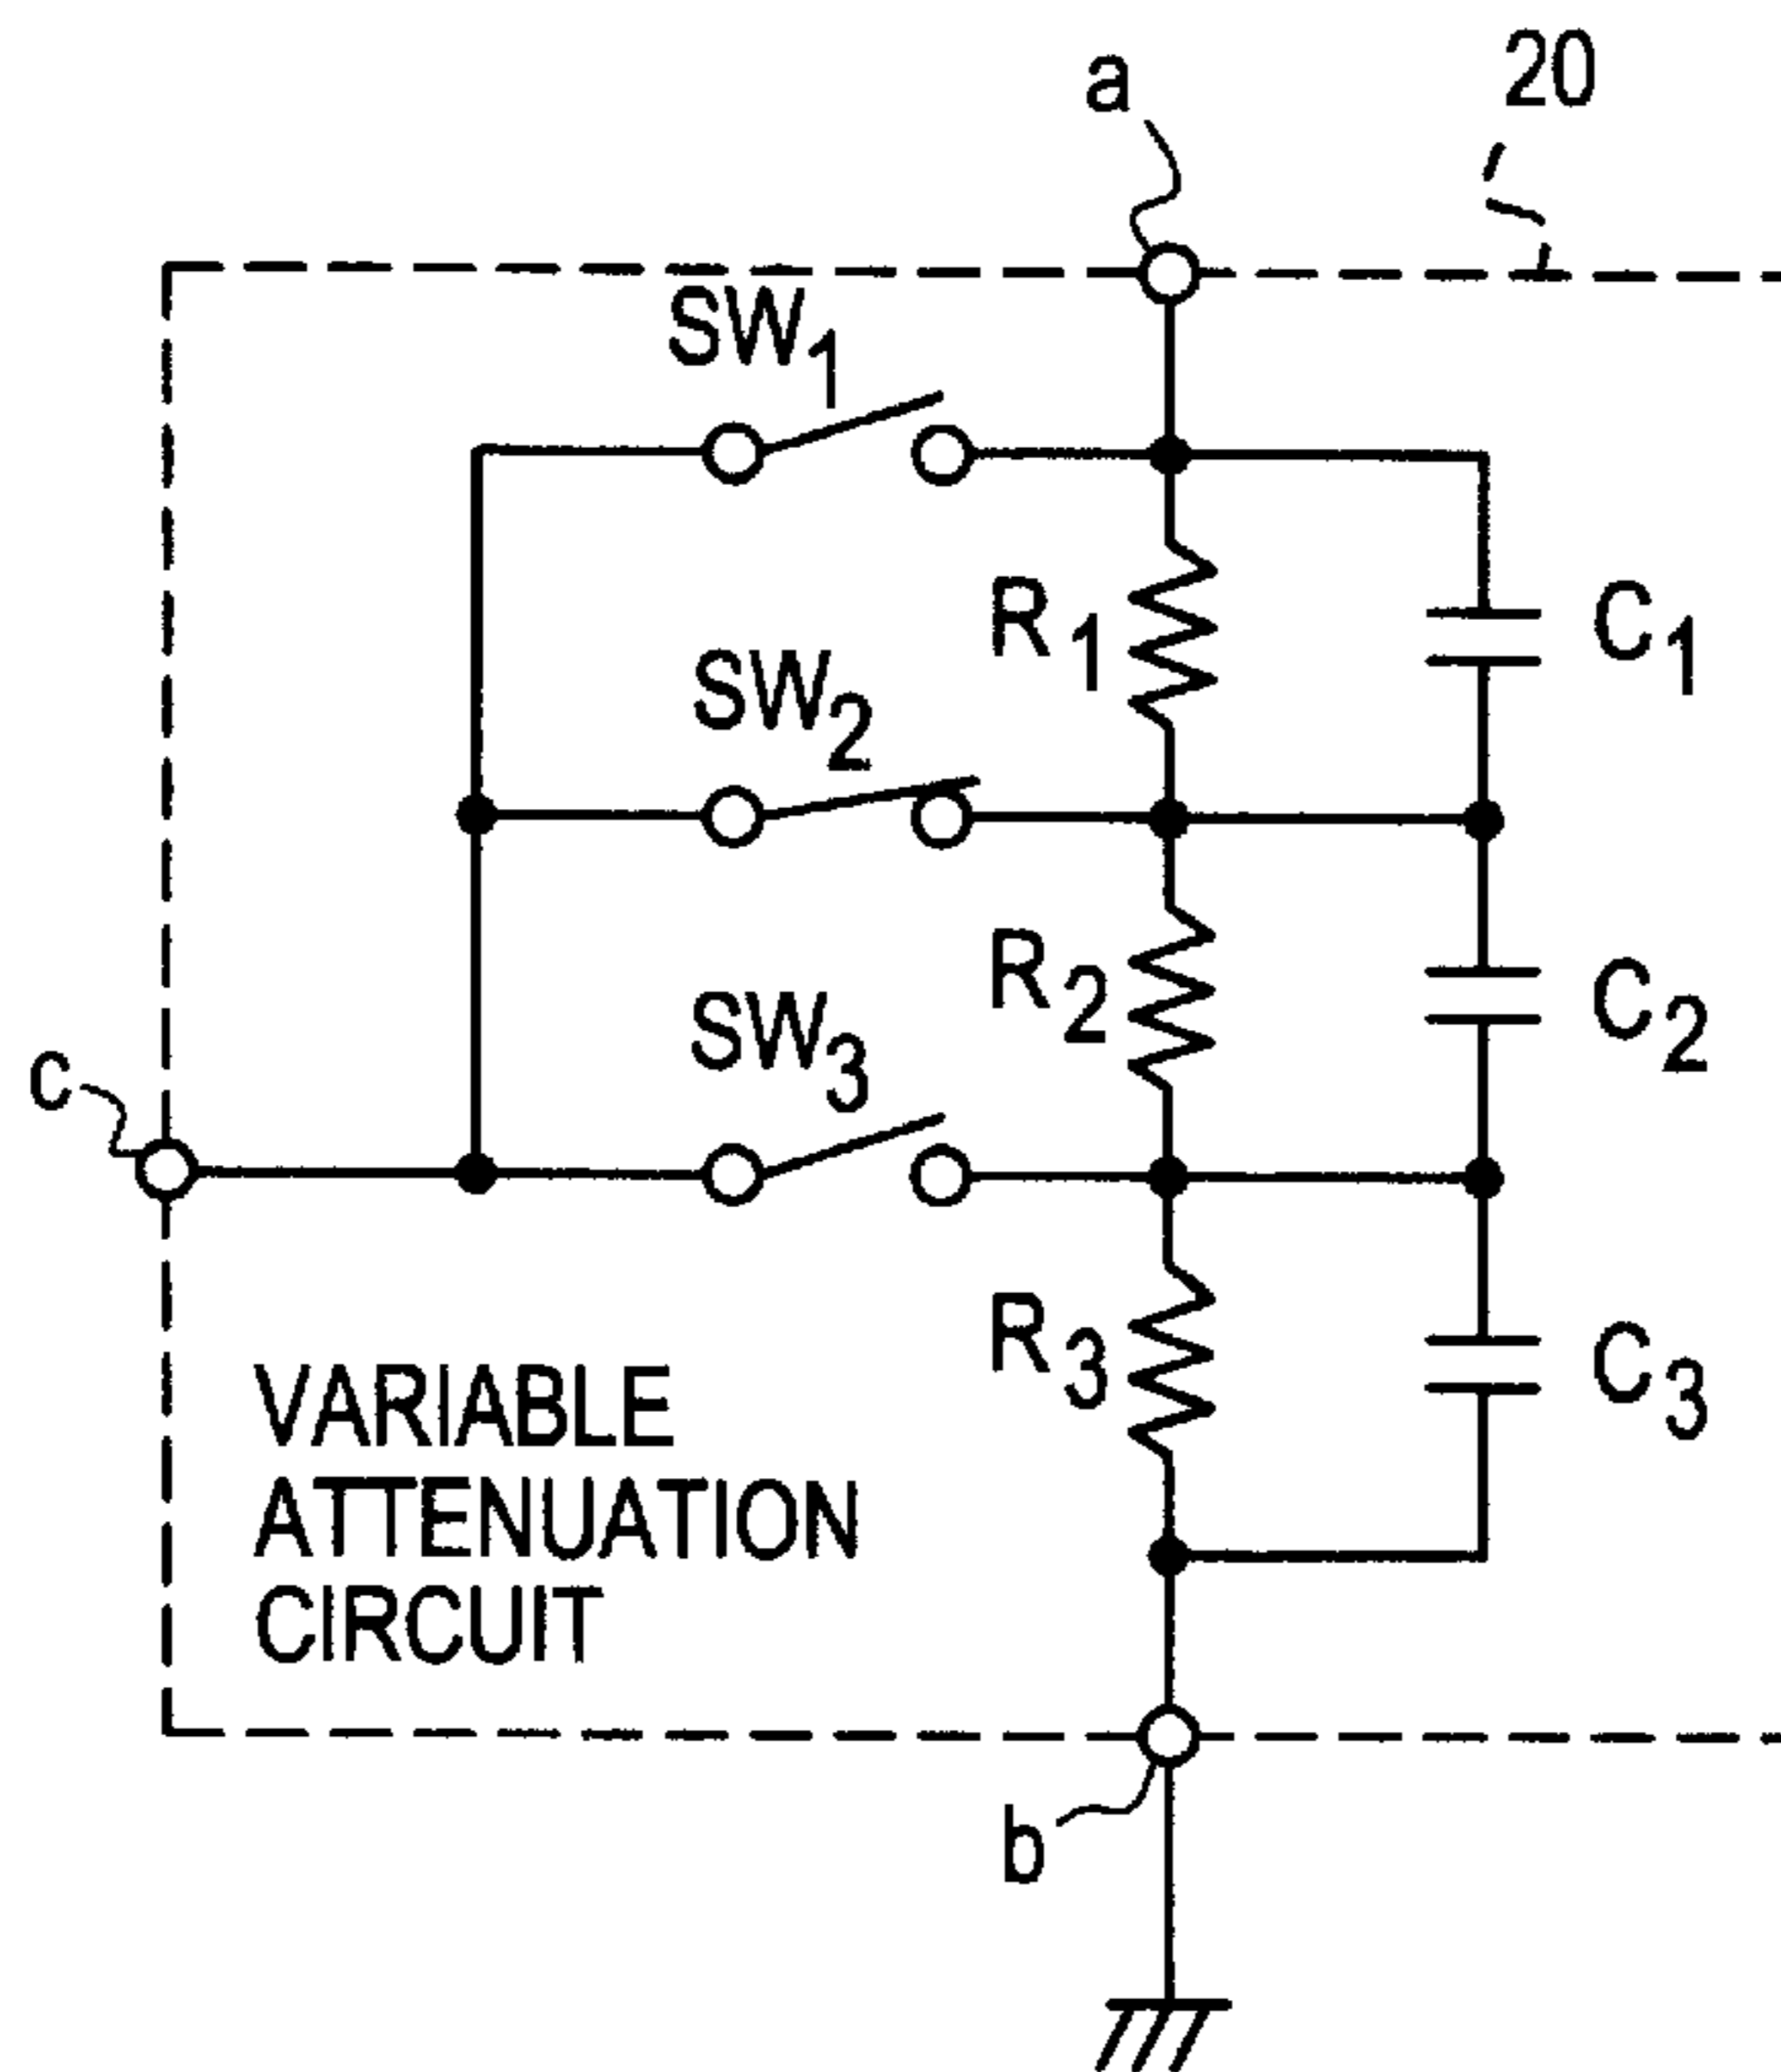 a
20
SW1
R1
C1
SW2
R2
C2
SW3
c
R3
C3
VARIABLE
ATTENUATION
CIRCUIT
b